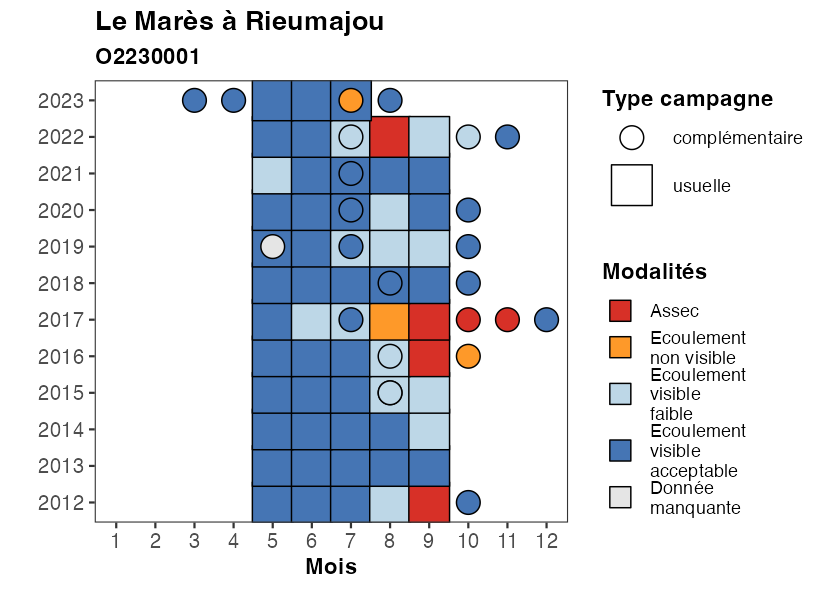 Le Marès à Rieumajou
O2230001
2023
2022
2021
2020
2019
2018
2017
2016
2015
2014
2013
2012
1 2 3 4 5 6 7 8 9 10 11 12
Mois
Type campagne
complémentaire
usuelle
Modalités
Assec
Ecoulement
non visible
Ecoulement
visible
faible
Ecoulement
visible
acceptable
Donnée
manquante